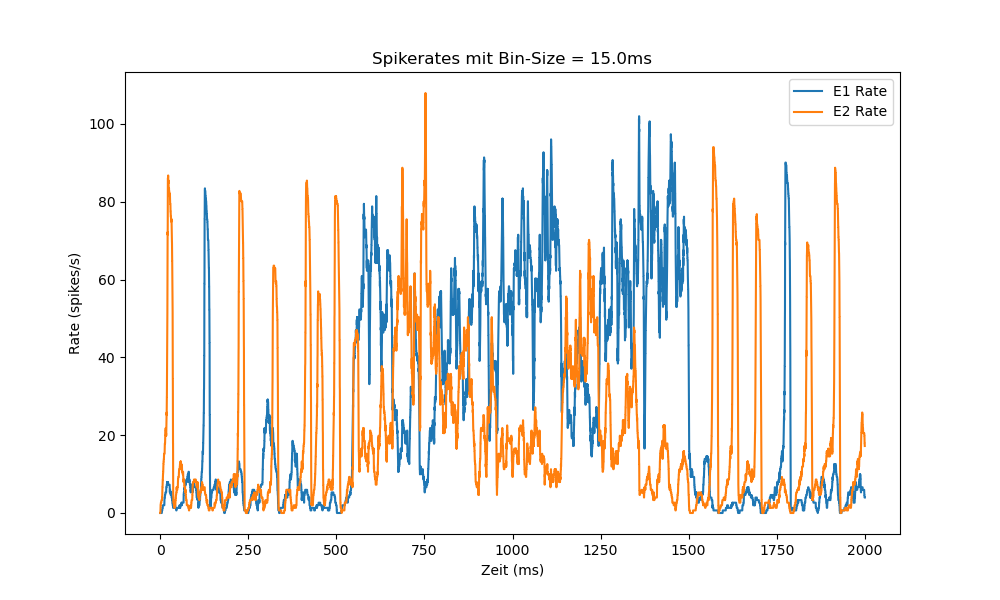 Spikerates mit Bin-Size = 15.0ms
E1 Rate
E2 Rate
100
80
60
40
20
0
Rate (spikes/s)
0 250 500 750 1000 1250 1500 1750 2000
Zeit (ms)